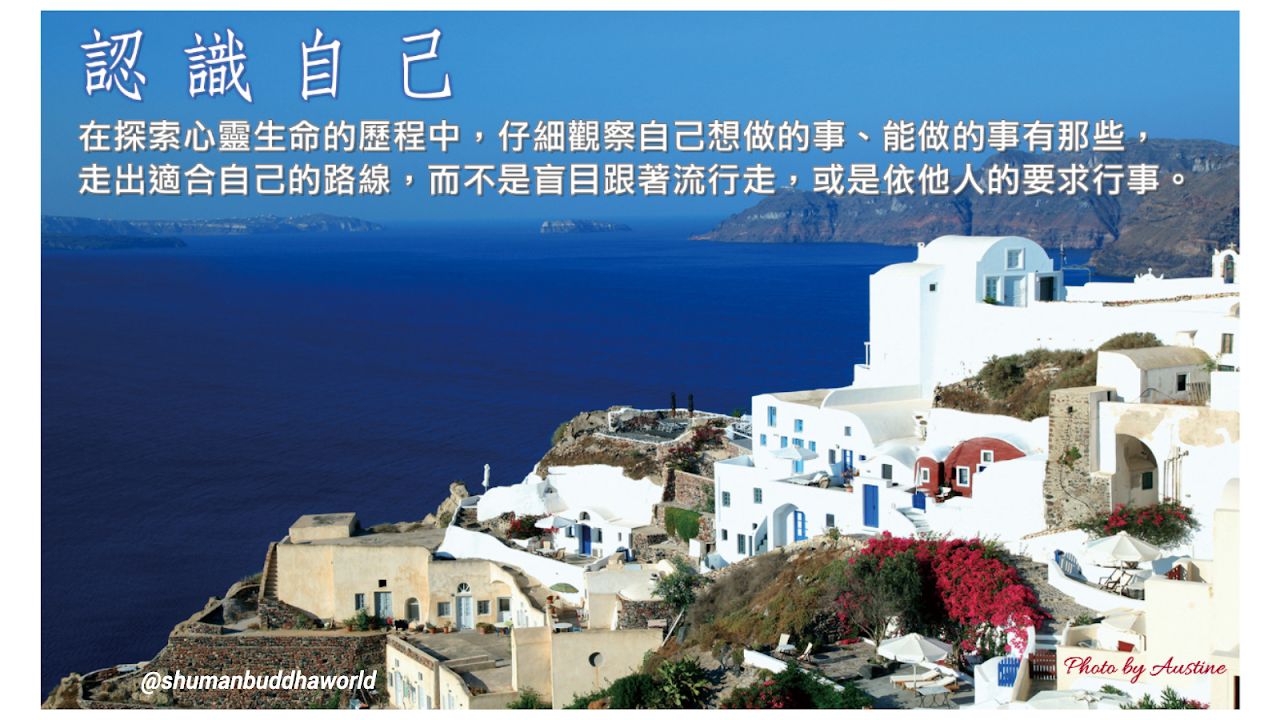 認識自己
在探索心靈生命的歷程中，仔細觀察自己想做的事、能做的事有那些，
走出適合自己的路線，而不是盲目跟著流行走，或是依他人的要求行事。
Photo by Austine
@shumanbuddhaworld